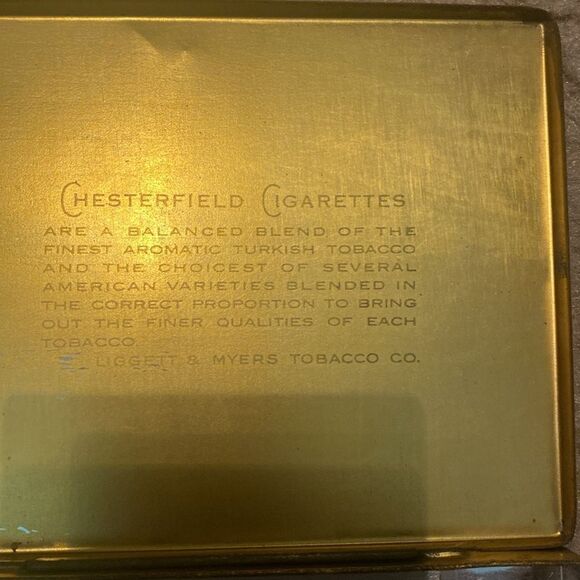 CHESTERFIELD CIGARETTES
ARE A BALANCED BLEND OF THE
FINEST AROMATIC TURKISH TOBACCO
AND THE CHOICEST OF SEVERAL
AMERICAN VARIETIES BLENDED IN
THE CORRECT PROPORTION TO BRING
OUT THE FINER QUALITIES OF EACH
TOBACCO.
LIGGETT & MYERS TOBACCO CO.